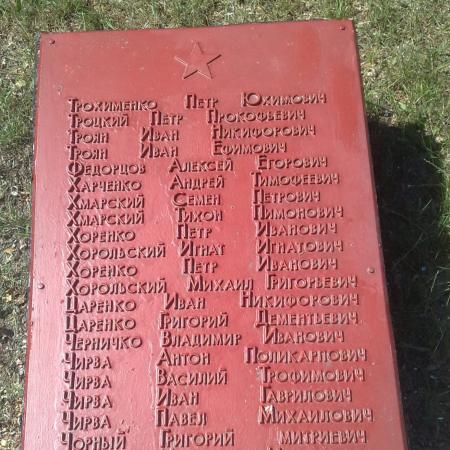 Трохименко Петр Юхимович
Троцкий Петр Прокофьевич
Троян Иван Никифорович
Троян Иван Ефимович
Федорцов Алексей Егорович
Харченко Андрей Тимофеевич
Хмарский Семен Петрович
Хмарский Тихон Пимонович
Хоренко Петр Иванович
Хорольский Игнат Игнатович
Хоренко Петр Иванович
Хорольский Михаил Григорьевич
Царенко Иван Никифорович
Царенко Григорий Дементьевич
Черничко Владимир Иванович
Чирва Антон Поликарпович
Чирва Василий Трофимович
Чирва Иван Гаврилович
Чирва Павел Михайлович
Чорный Григорий митриевич